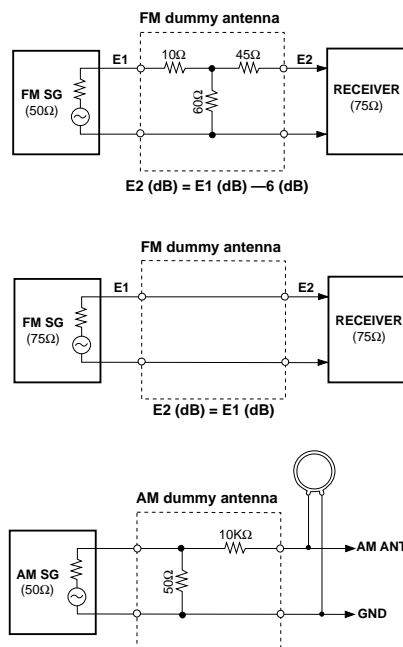 FM dummy antenna
E1 10Ω 45Ω E2
60Ω
FM SG
(50Ω)
RECEIVER
(75Ω)
E2 (dB) = E1 (dB) —6 (dB)
FM dummy antenna
E1 E2
FM SG
(75Ω)
RECEIVER
(75Ω)
E2 (dB) = E1 (dB)
AM dummy antenna
10KΩ
AM ANT
50Ω
AM SG
(50Ω)
GND